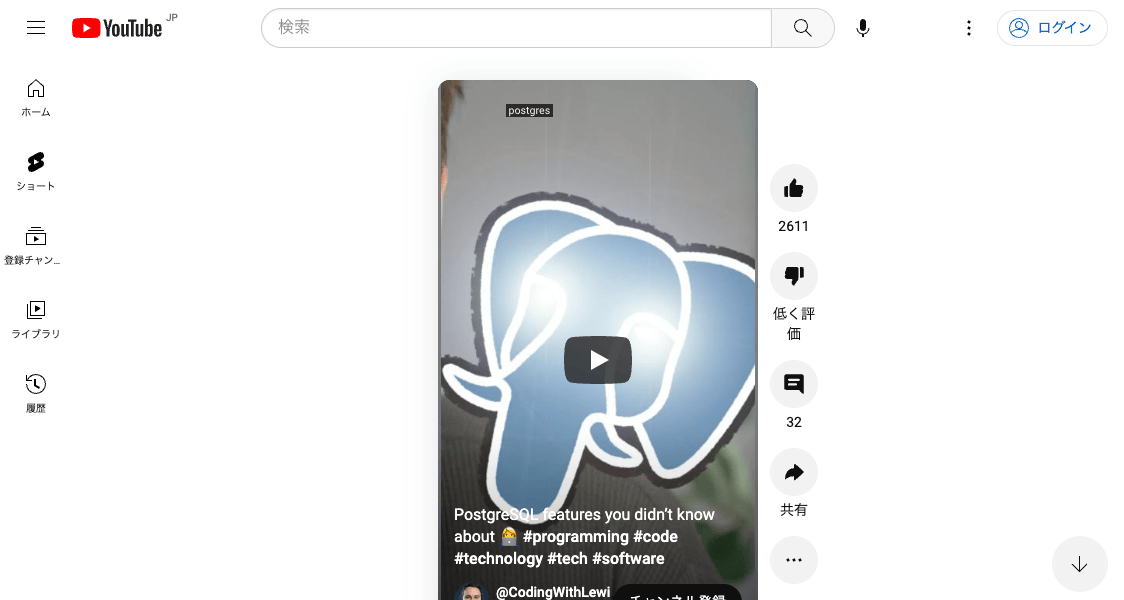 YouTube JP
検索
ログイン
ホーム
ショート
登録チャン...
ライブラリ
履歴
postgres
2611
低く評
価
32
共有
PostgreSQL features you didn't know
about #programming #code
#technology #tech #software
@CodingWithLewi
チャンネル登録